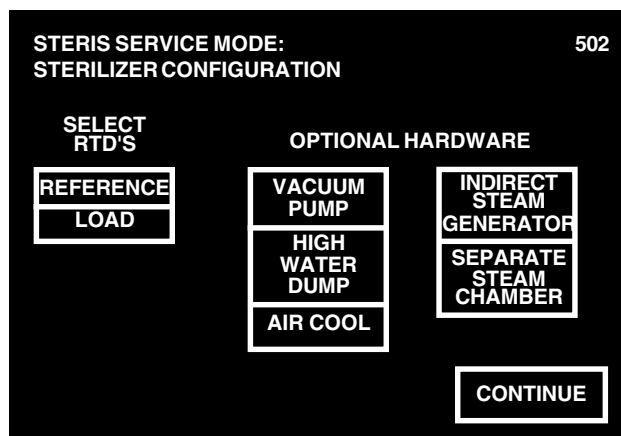 STERIS SERVICE MODE: 502
STERILIZER CONFIGURATION
SELECT
RTD'S
REFERENCE
LOAD
OPTIONAL HARDWARE
VACUUM
PUMP
HIGH
WATER
DUMP
AIR COOL
INDIRECT
STEAM
GENERATOR
SEPARATE
STEAM
CHAMBER
CONTINUE